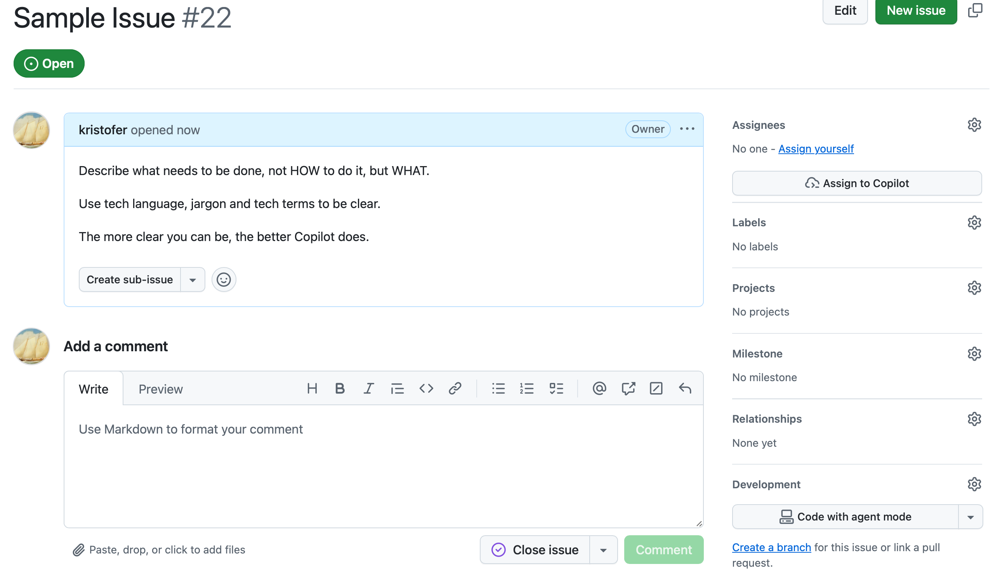 Sample Issue #22
Edit
New issue
Open
kristofer opened now
Owner
Describe what needs to be done, not HOW to do it, but WHAT.
Use tech language, jargon and tech terms to be clear.
The more clear you can be, the better Copilot does.
Create sub-issue
Add a comment
Write
Preview
Use Markdown to format your comment
Paste, drop, or click to add files
Close issue
Comment
Assignees
No one - Assign yourself
Assign to Copilot
Labels
No labels
Projects
No projects
Milestone
No milestone
Relationships
None yet
Development
Code with agent mode
Create a branch for this issue or link a pull
request.